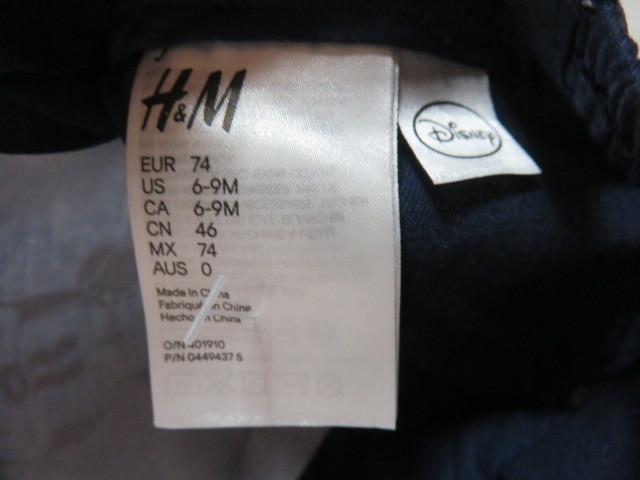 H&M
EUR 74
US 6-9M
CA 6-9M
CN 46
MX 74
AUS 0
Made in China
Fabriqué en Chine
Hecho en China
O/N 401910
P/N 0449437 5
Disney